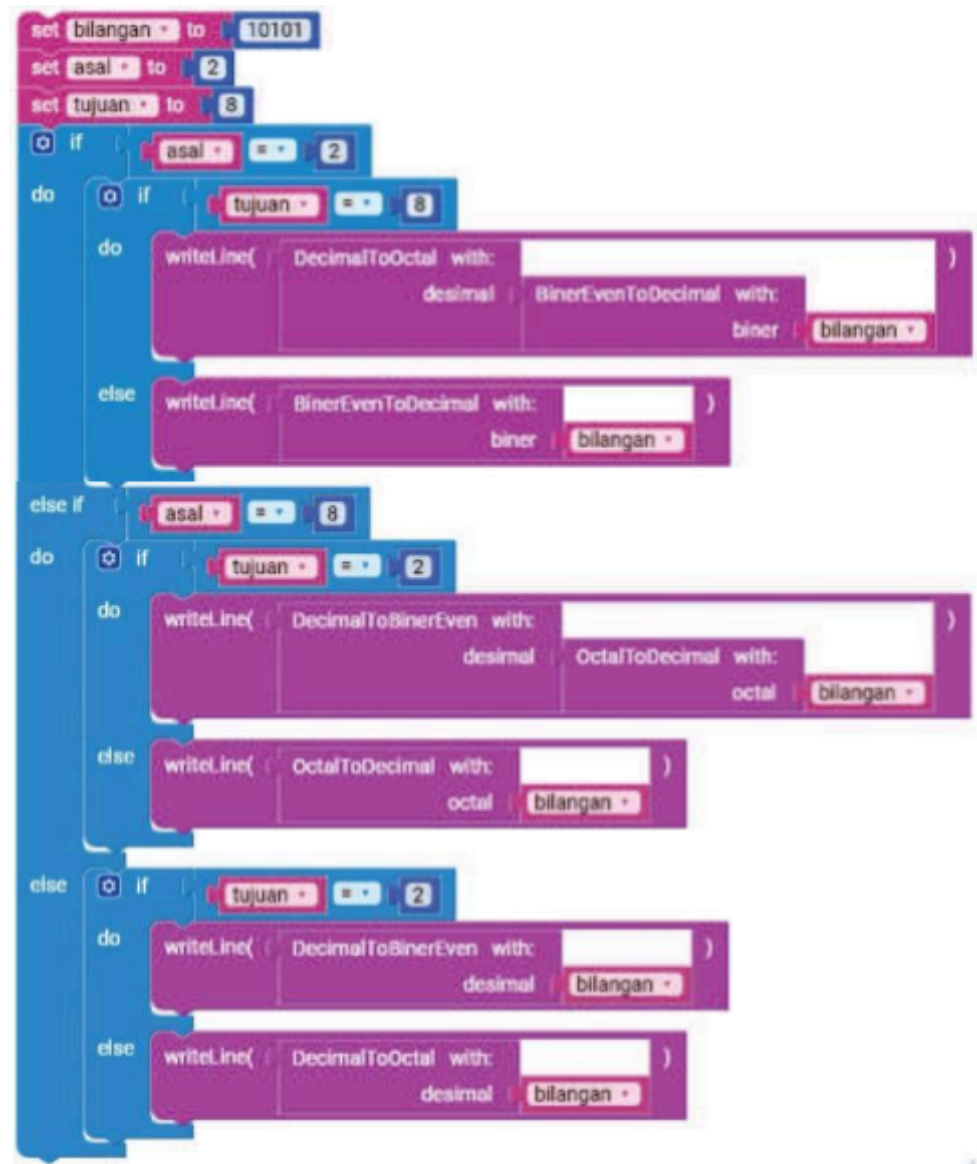 set bilangan to 10101
set asal to 2
set tujuan to 8
if asal = 2
do if tujuan = 8
do writeLine( DecimalToOctal with: )
desimal BinerEvenToDecimal with:
biner bilangan
else writeLine( BinerEvenToDecimal with: )
biner bilangan
else if asal = 8
do if tujuan = 2
do writeLine( DecimalToBinerEven with: )
desimal OctalToDecimal with:
octal bilangan
else writeLine( OctalToDecimal with: )
octal bilangan
else if tujuan = 2
do writeLine( DecimalToBinerEven with: )
desimal bilangan
else writeLine( DecimalToOctal with: )
desimal bilangan